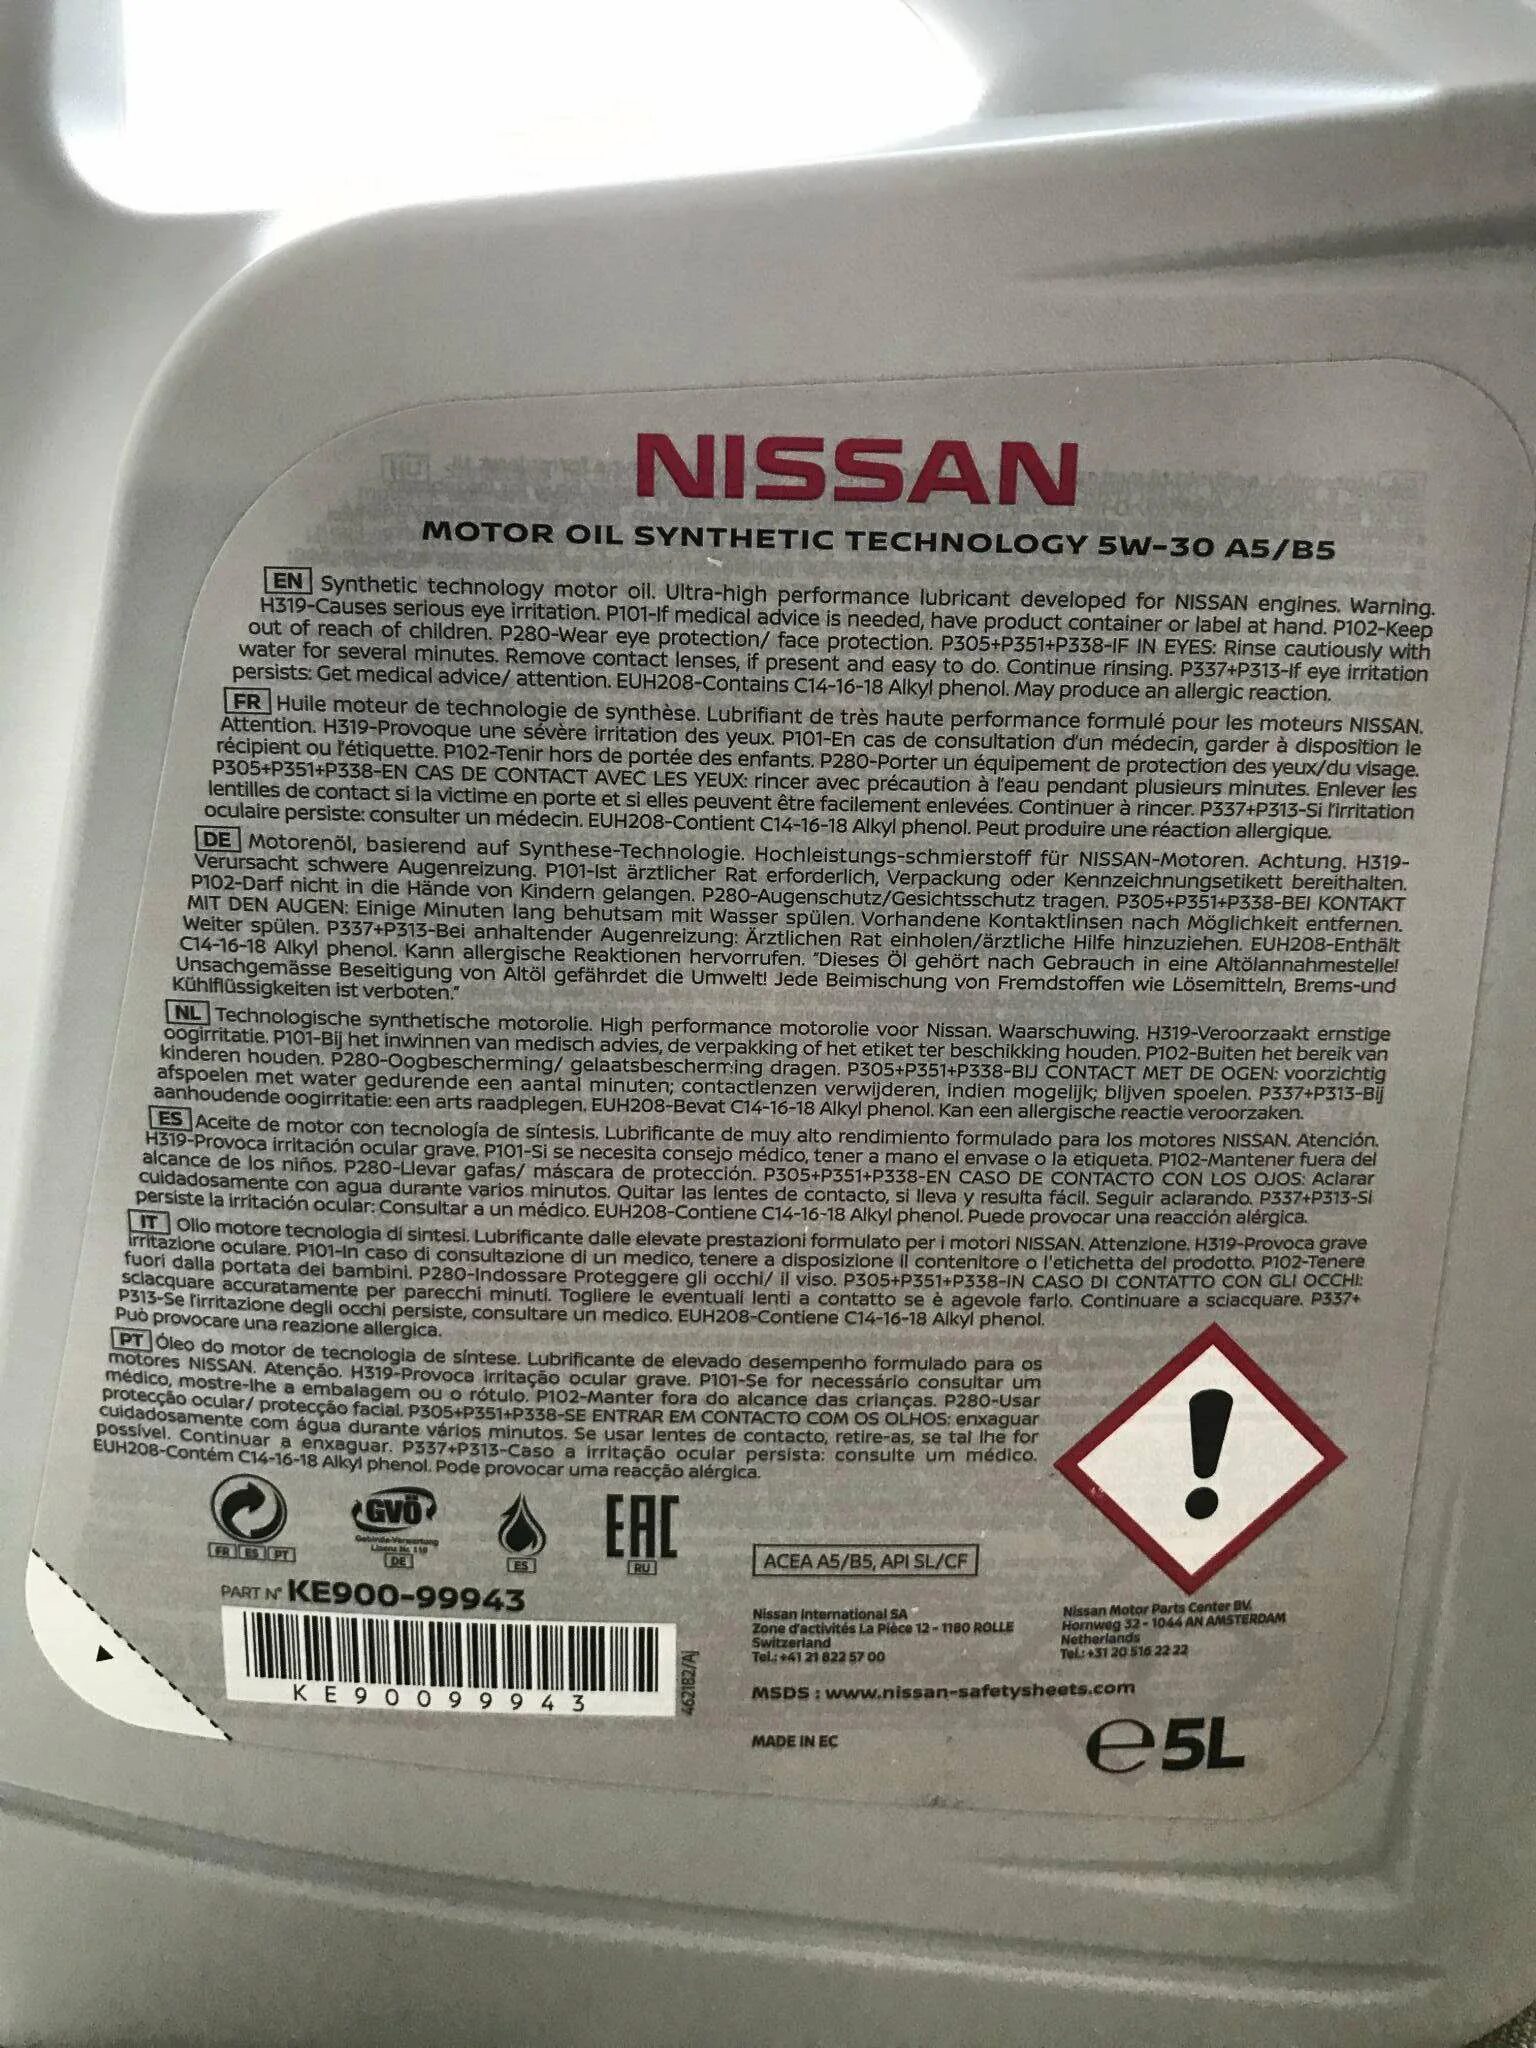 NISSAN
MOTOR OIL SYNTHETIC TECHNOLOGY 5W-30 A5/B5
EN Synthetic technology motor oil. Ultra-high performance lubricant developed for NISSAN engines. Warning.
H319-Causes serious eye irritation. P101-If medical advice is needed, have product container or label at hand. P102-Keep
out of reach of children. P280-Wear eye protection/ face protection. P305+P351+P338-IF IN EYES: Rinse cautiously with
water for several minutes. Remove contact lenses, if present and easy to do. Continue rinsing. P337+P313-If eye irritation
persists: Get medical advice/ attention. EUH208-Contains C14-16-18 Alkyl phenol. May produce an allergic reaction.
FR Huile moteur de technologie de synthèse. Lubrifiant de très haute performance formulé pour les moteurs NISSAN.
Attention. H319-Provoque une sévère irritation des yeux. P101-En cas de consultation d'un médecin, garder à disposition le
récipient ou l'étiquette. P102-Tenir hors de portée des enfants. P280-Porter un équipement de protection des yeux/du visage.
P305+P351+P338-EN CAS DE CONTACT AVEC LES YEUX: rincer avec précaution à l'eau pendant plusieurs minutes. Enlever les
lentilles de contact si la victime en porte et si elles peuvent être facilement enlevées. Continuer à rincer. P337+P313-Si l'irritation
oculaire persiste: consulter un médecin. EUH208-Contient C14-16-18 Alkyl phenol. Peut produire une réaction allergique.
DE Motorenöl, basierend auf Synthese-Technologie. Hochleistungs-schmierstoff für NISSAN-Motoren. Achtung. H319-
Verursacht schwere Augenreizung. P101-Ist ärztlicher Rat erforderlich, Verpackung oder Kennzeichnungsetikett bereithalten.
P102-Darf nicht in die Hände von Kindern gelangen. P280-Augenschutz/Gesichtsschutz tragen. P305+P351+P338-BEI KONTAKT
MIT DEN AUGEN: Einige Minuten lang behutsam mit Wasser spülen. Vorhandene Kontaktlinsen nach Möglichkeit entfernen.
Weiter spülen. P337+P313-Bei anhaltender Augenreizung: Ärztlichen Rat einholen/ärztliche Hilfe hinzuziehen. EUH208-Enthält
C14-16-18 Alkyl phenol. Kann allergische Reaktionen hervorrufen. "Dieses Öl gehört nach Gebrauch in eine Altölannahmestelle!
Unsachgemässe Beseitigung von Altöl gefährdet die Umwelt! Jede Beimischung von Fremdstoffen wie Lösemitteln, Brems-und
Kühlflüssigkeiten ist verboten."
NL Technologische synthetische motorolie. High performance motorolie voor Nissan. Waarschuwing. H319-Veroorzaakt ernstige
oogirritatie. P101-Bij het inwinnen van medisch advies, de verpakking of het etiket ter beschikking houden. P102-Buiten het bereik van
kinderen houden. P280-Oogbescherming/ gelaatsbescherming dragen. P305+P351+P338-BIJ CONTACT MET DE OGEN: voorzichtig
afspoelen met water gedurende een aantal minuten; contactlenzen verwijderen, indien mogelijk; blijven spoelen. P337+P313-Bij
aanhoudende oogirritatie: een arts raadplegen. EUH208-Bevat C14-16-18 Alkyl phenol. Kan een allergische reactie veroorzaken.
ES Aceite de motor con tecnología de síntesis. Lubrificante de muy alto rendimiento formulado para los motores NISSAN. Atención.
H319-Provoca irritación ocular grave. P101-Si se necesita consejo médico, tener a mano el envase o la etiqueta. P102-Mantener fuera del
alcance de los niños. P280-Llevar gafas/ máscara de protección. P305+P351+P338-EN CASO DE CONTACTO CON LOS OJOS: Aclarar
cuidadosamente con agua durante varios minutos. Quitar las lentes de contacto, si lleva y resulta fácil. Seguir aclarando. P337+P313-Si
persiste la irritación ocular: Consultar a un médico. EUH208-Contiene C14-16-18 Alkyl phenol. Puede provocar una reacción alérgica.
IT Olio motore tecnologia di sintesi. Lubrificante dalle elevate prestazioni formulato per i motori NISSAN. Attenzione. H319-Provoca grave
irritazione oculare. P101-In caso di consultazione di un medico, tenere a disposizione il contenitore o l'etichetta del prodotto. P102-Tenere
fuori dalla portata dei bambini. P280-Indossare Proteggere gli occhi/ il viso. P305+P351+P338-IN CASO DI CONTATTO CON GLI OCCHI:
sciacquare accuratamente per parecchi minuti. Togliere le eventuali lenti a contatto se è agevole farlo. Continuare a sciacquare. P337+
P313-Se l'irritazione degli occhi persiste, consultare un medico. EUH208-Contiene C14-16-18 Alkyl phenol.
Può provocare una reazione allergica.
PT Óleo do motor de tecnologia de síntese. Lubrificante de elevado desempenho formulado para os
motores NISSAN. Atenção. H319-Provoca irritação ocular grave. P101-Se for necessário consultar um
médico, mostre-lhe a embalagem ou o rótulo. P102-Manter fora do alcance das crianças. P280-Usar
protecção ocular/ protecção facial. P305+P351+P338-SE ENTRAR EM CONTACTO COM OS OLHOS: enxaguar
cuidadosamente com água durante vários minutos. Se usar lentes de contacto, retire-as, se tal lhe for
possível. Continuar a enxaguar. P337+P313-Caso a irritação ocular persista: consulte um médico.
EUH208-Contém C14-16-18 Alkyl phenol. Pode provocar uma reacção alérgica.
FR ES PT
GVÖ
Gebinde-Verwertung
Lizenz Nr. 110
DE
ES
EAC
RU
ACEA A5/B5, API SL/CF
PART N° KE900-99943
KE90099943
462182/AJ
Nissan International SA
Zone d'activités La Pièce 12 - 1180 ROLLE
Switzerland
Tel.: +41 21 822 57 00
Nissan Motor Parts Center BV.
Hornweg 32 - 1044 AN AMSTERDAM
Netherlands
Tel.: +31 20 516 22 22
MSDS : www.nissan-safetysheets.com
MADE IN EC
e 5L